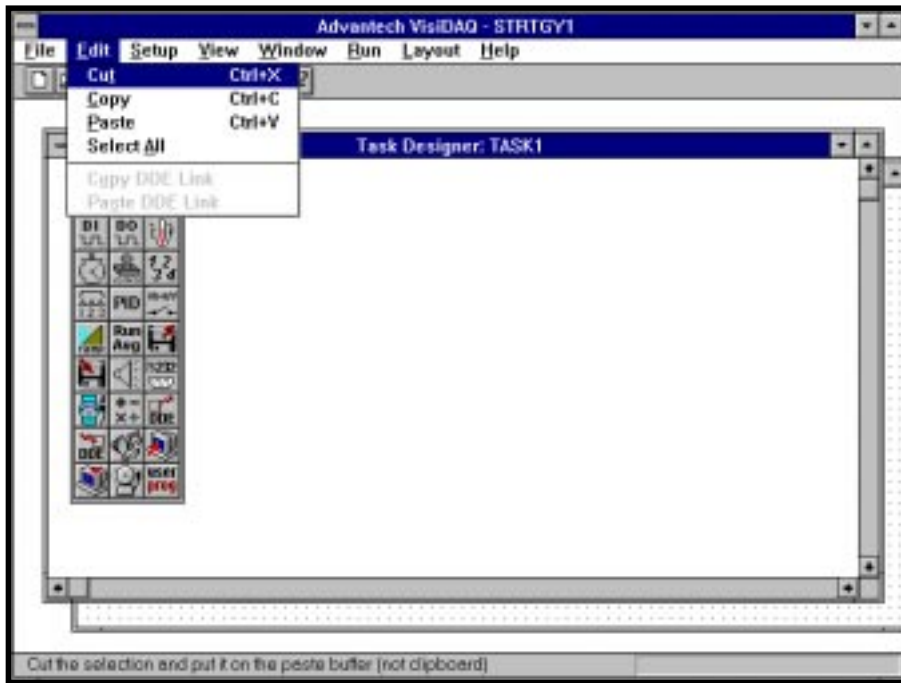 Advantech VisiDAQ - STRTGY1
File Edit Setup View Window Run Layout Help
Cut Ctrl+X
Copy Ctrl+C
Paste Ctrl+V
Select All
Copy DDE Link
Paste DDE Link
Task Designer: TASK1
DI DO
PID
Run Avg
DDE
DDE
user prog
Cut the selection and put it on the paste buffer (not clipboard)